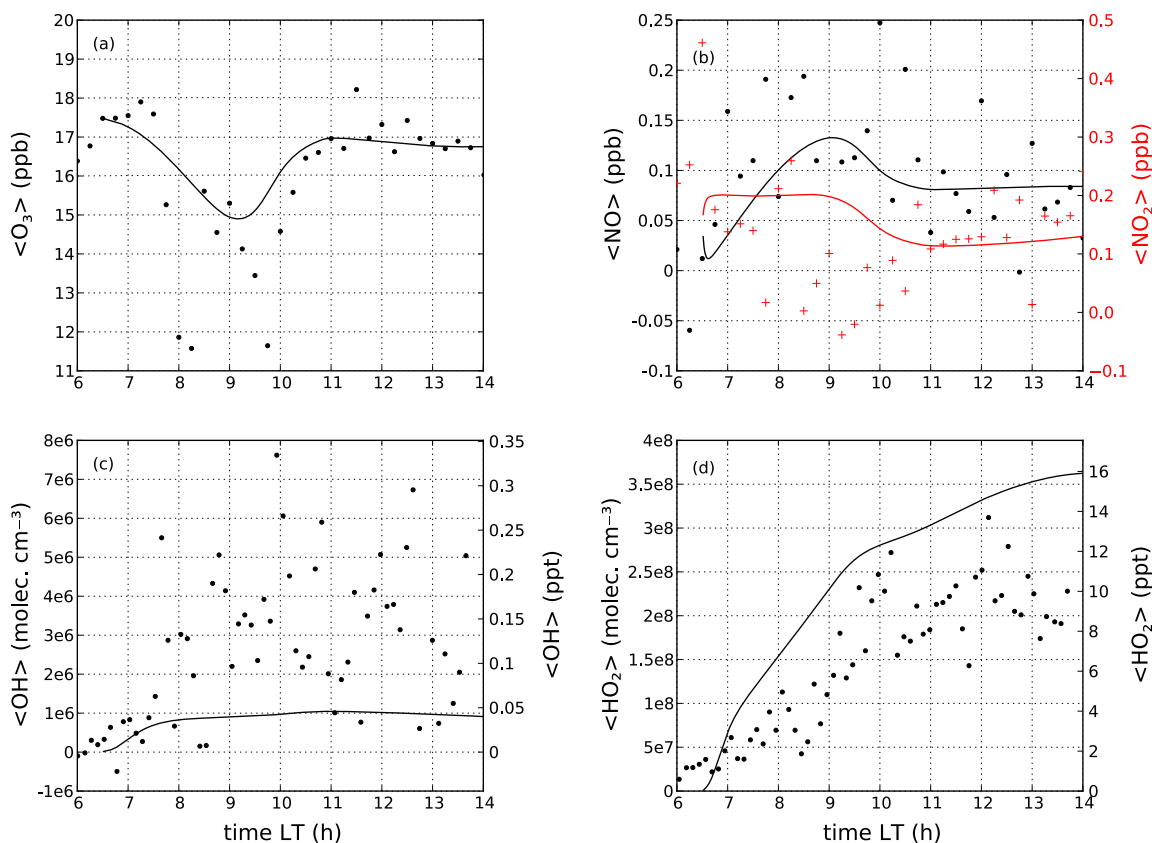 (a)
<O₃> (ppb)
20
19
18
17
16
15
14
13
12
11
6 7 8 9 10 11 12 13 14
(b)
<NO> (ppb)
0.25
0.2
0.15
0.1
0.05
0
-0.05
-0.1
6 7 8 9 10 11 12 13 14
0.5
0.4
0.3
0.2
0.1
0.0
−0.1
<NO₂> (ppb)
(c)
<OH> (molec. cm⁻³)
8e6
7e6
6e6
5e6
4e6
3e6
2e6
1e6
0
-1e6
6 7 8 9 10 11 12 13 14
time LT (h)
0.35
0.3
0.25
0.2
0.15
0.1
0.05
0
<OH> (ppt)
(d)
<HO₂> (molec. cm⁻³)
4e8
3.5e8
3e8
2.5e8
2e8
1.5e8
1e8
5e7
0
6 7 8 9 10 11 12 13 14
time LT (h)
16
14
12
10
8
6
4
2
0
<HO₂> (ppt)